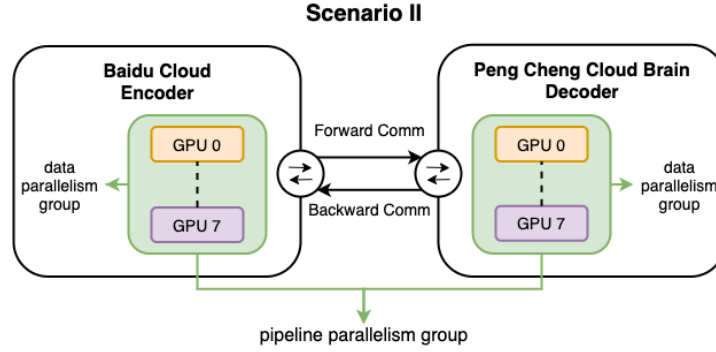 Scenario II
Baidu Cloud
Encoder
GPU 0
GPU 7
data
parallelism
group
Forward Comm
Backward Comm
Peng Cheng Cloud Brain
Decoder
GPU 0
GPU 7
data
parallelism
group
pipeline parallelism group